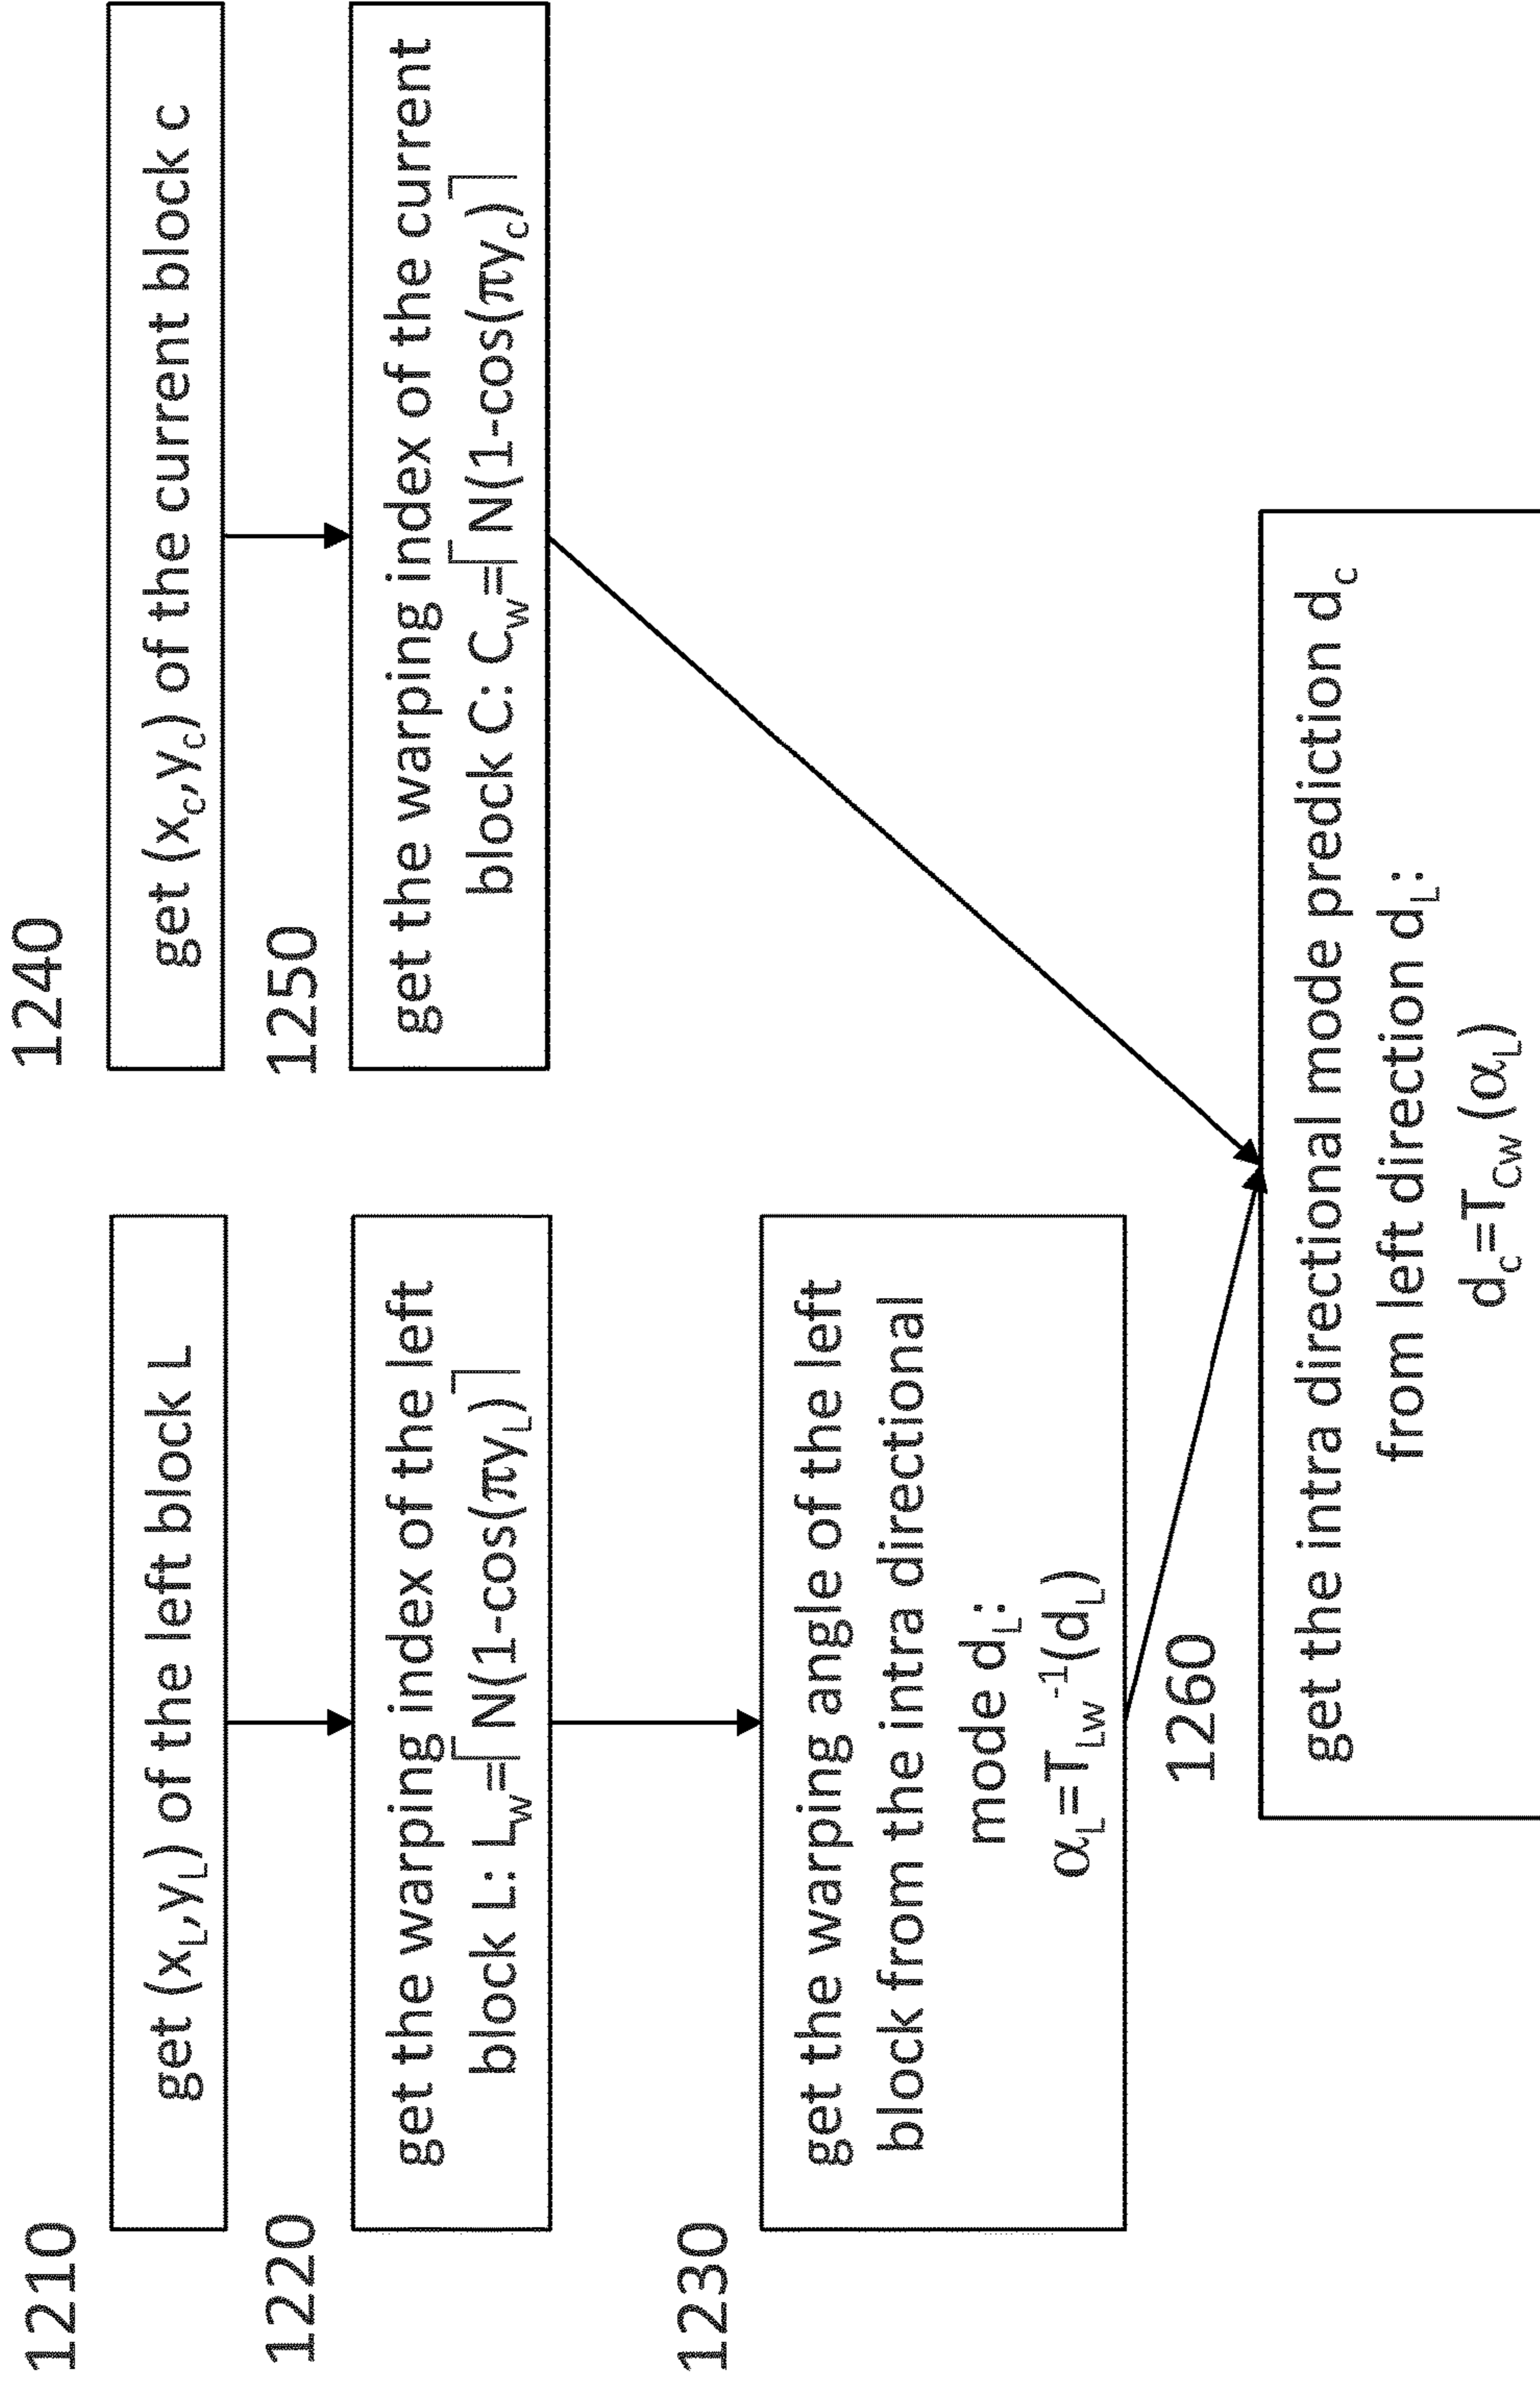 1210
get (x_L,y_L) of the left block L
1220
get the warping index of the left
block L: L_w=⌈N(1-cos(πy_L)⌉
1230
get the warping angle of the left
block from the intra directional
mode d_L:
α_L=T_LW^-1(d_L)
1240
get (x_c,y_c) of the current block c
1250
get the warping index of the current
block C: C_w=⌈N(1-cos(πy_c)⌉
1260
get the intra directional mode prediction d_c
from left direction d_L:
d_c=T_CW (α_L)